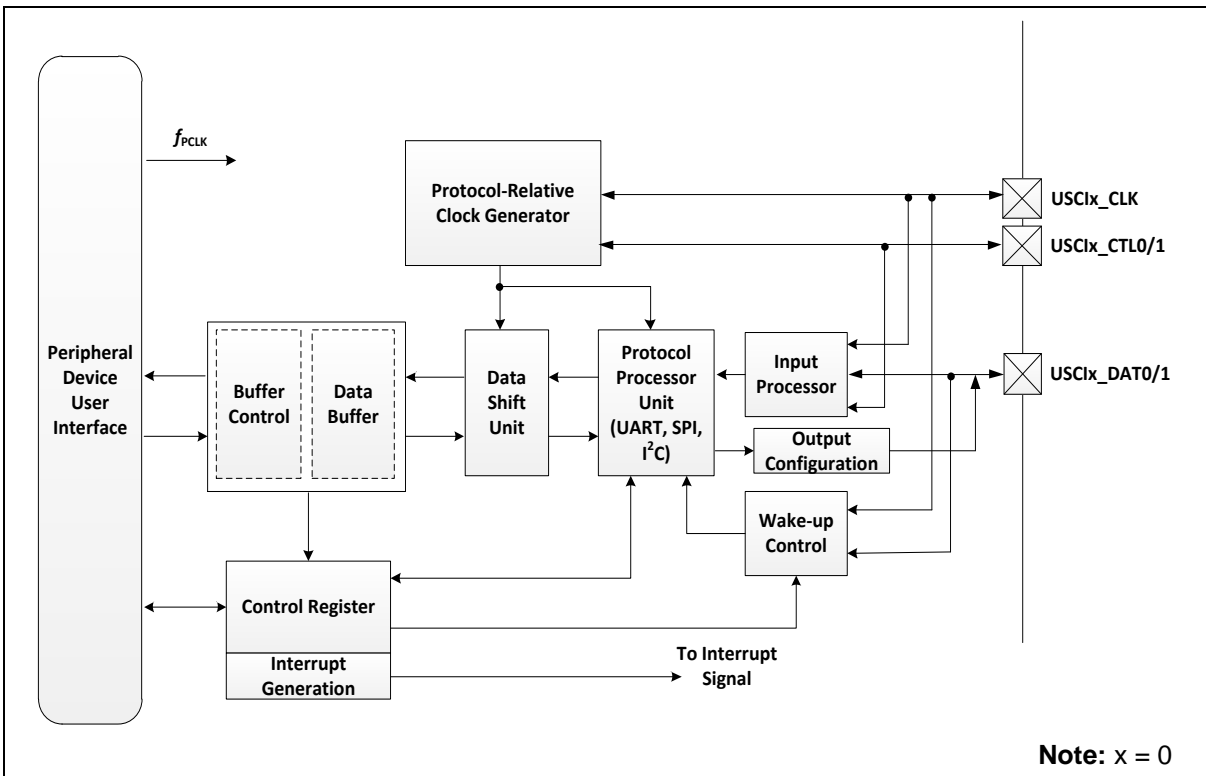 fPCLK
Protocol-Relative
Clock Generator
USCIx_CLK
USCIx_CTL0/1
Peripheral
Device
User
Interface
Buffer
Control
Data
Buffer
Data
Shift
Unit
Protocol
Processor
Unit
(UART, SPI,
I²C)
Input
Processor
USCIx_DAT0/1
Output
Configuration
Wake-up
Control
Control Register
Interrupt
Generation
To Interrupt
Signal
Note: x = 0